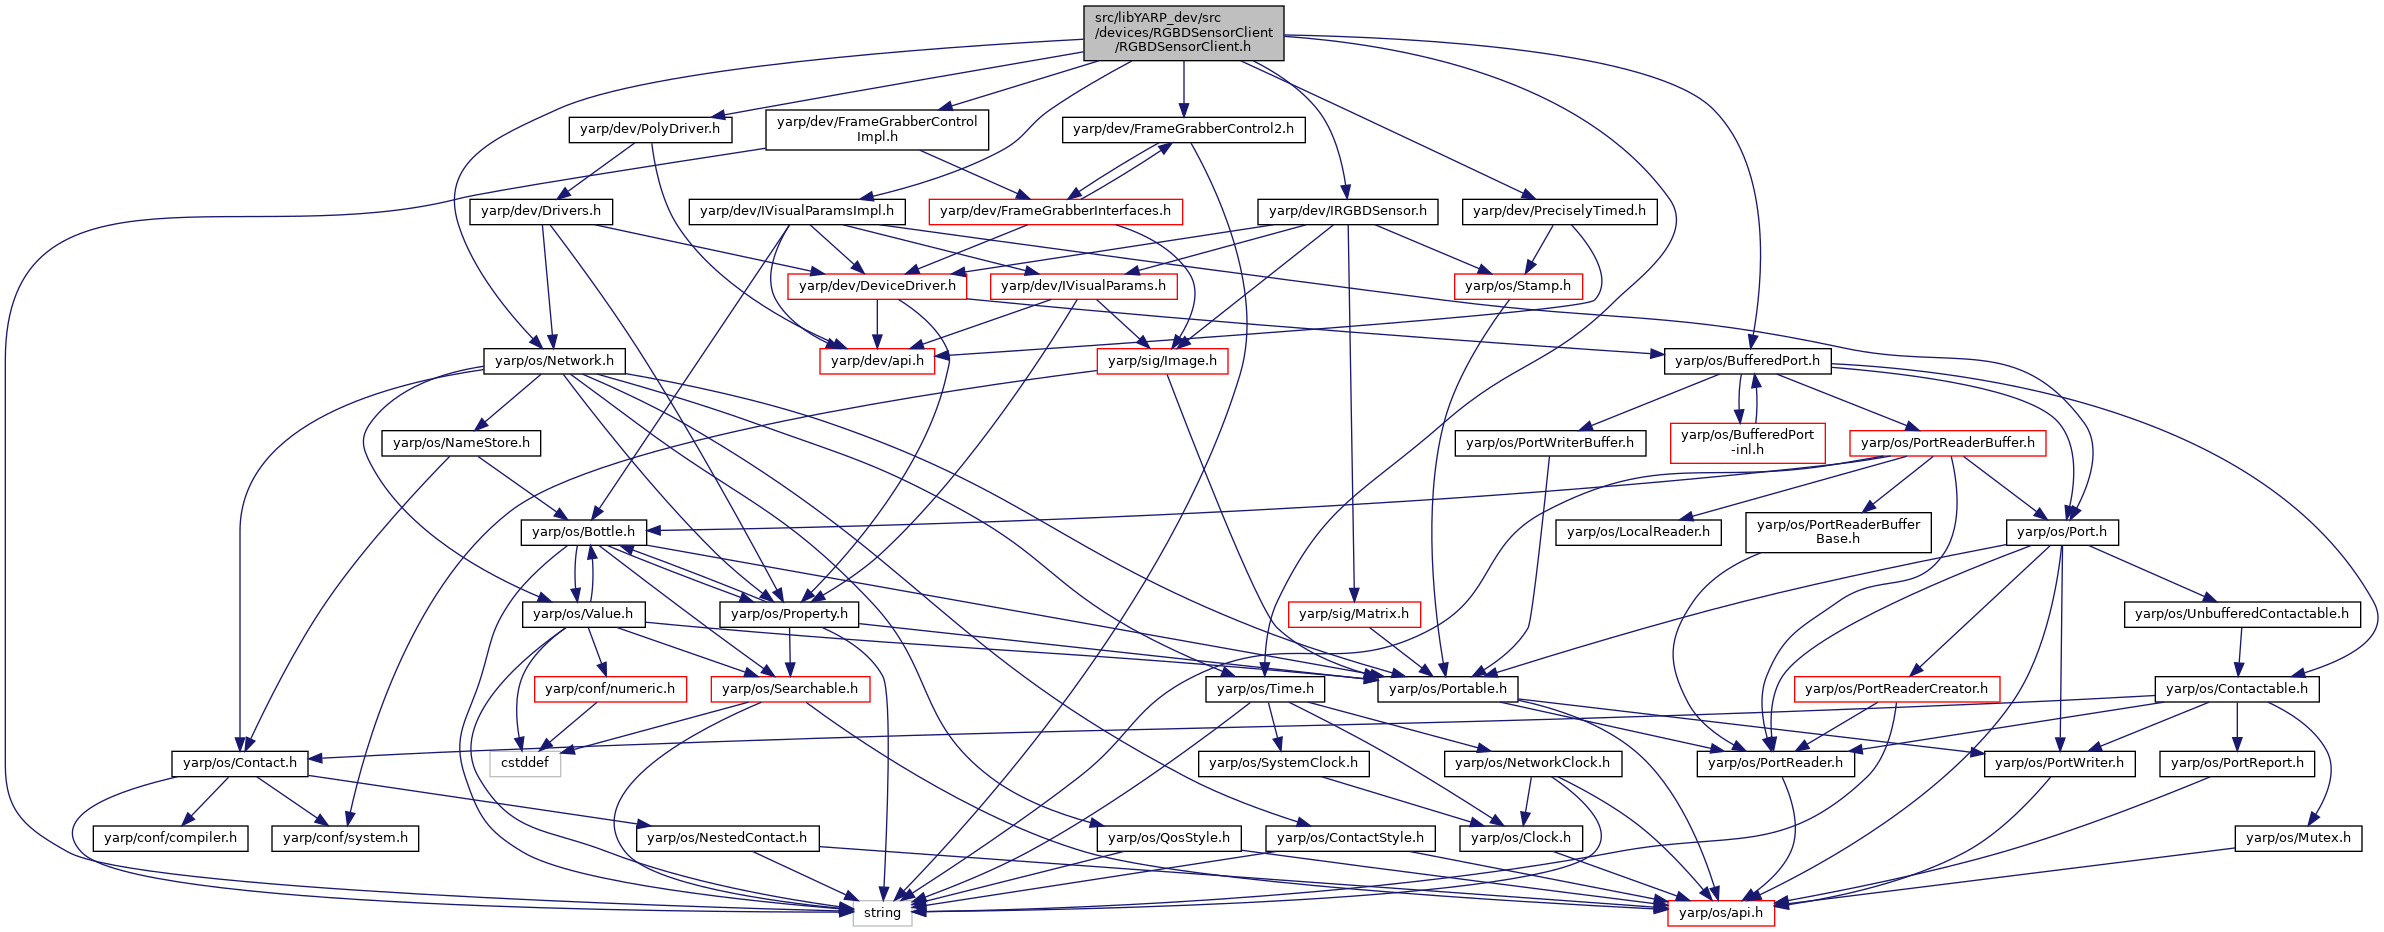 src/libYARP_dev/src
/devices/RGBDSensorClient
/RGBDSensorClient.h
yarp/dev/PolyDriver.h
yarp/dev/FrameGrabberControl
Impl.h
yarp/dev/FrameGrabberControl2.h
yarp/dev/Drivers.h
yarp/dev/IVisualParamsImpl.h
yarp/dev/FrameGrabberInterfaces.h
yarp/dev/IRGBDSensor.h
yarp/dev/PreciselyTimed.h
yarp/dev/DeviceDriver.h
yarp/dev/IVisualParams.h
yarp/os/Stamp.h
yarp/os/Network.h
yarp/dev/api.h
yarp/sig/Image.h
yarp/os/BufferedPort.h
yarp/os/NameStore.h
yarp/os/PortWriterBuffer.h
yarp/os/BufferedPort
-inl.h
yarp/os/PortReaderBuffer.h
yarp/os/Bottle.h
yarp/os/LocalReader.h
yarp/os/PortReaderBuffer
Base.h
yarp/os/Port.h
yarp/os/Value.h
yarp/os/Property.h
yarp/sig/Matrix.h
yarp/os/UnbufferedContactable.h
yarp/conf/numeric.h
yarp/os/Searchable.h
yarp/os/Time.h
yarp/os/Portable.h
yarp/os/PortReaderCreator.h
yarp/os/Contactable.h
yarp/os/Contact.h
cstddef
yarp/os/SystemClock.h
yarp/os/NetworkClock.h
yarp/os/PortReader.h
yarp/os/PortWriter.h
yarp/os/PortReport.h
yarp/conf/compiler.h
yarp/conf/system.h
yarp/os/NestedContact.h
yarp/os/QosStyle.h
yarp/os/ContactStyle.h
yarp/os/Clock.h
yarp/os/Mutex.h
string
yarp/os/api.h